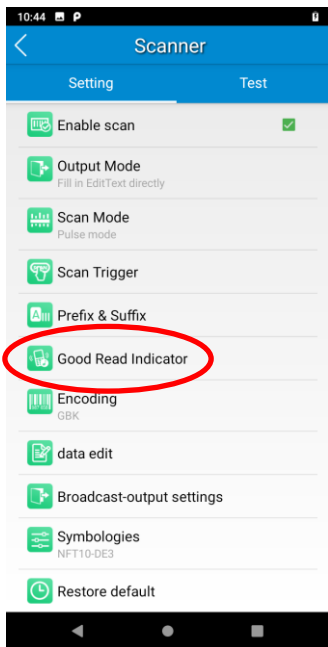 10:44
Scanner
Setting Test
Enable scan
Output Mode
Fill in EditText directly
Scan Mode
Pulse mode
Scan Trigger
Prefix & Suffix
Good Read Indicator
Encoding
GBK
data edit
Broadcast-output settings
Symbologies
NFT10-DE3
Restore default